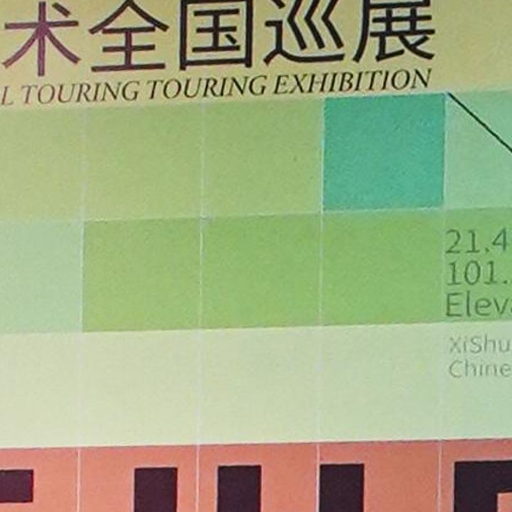 术全国巡展
L TOURING TOURING EXHIBITION
21.4
101.
Elev
XiShu
Chine